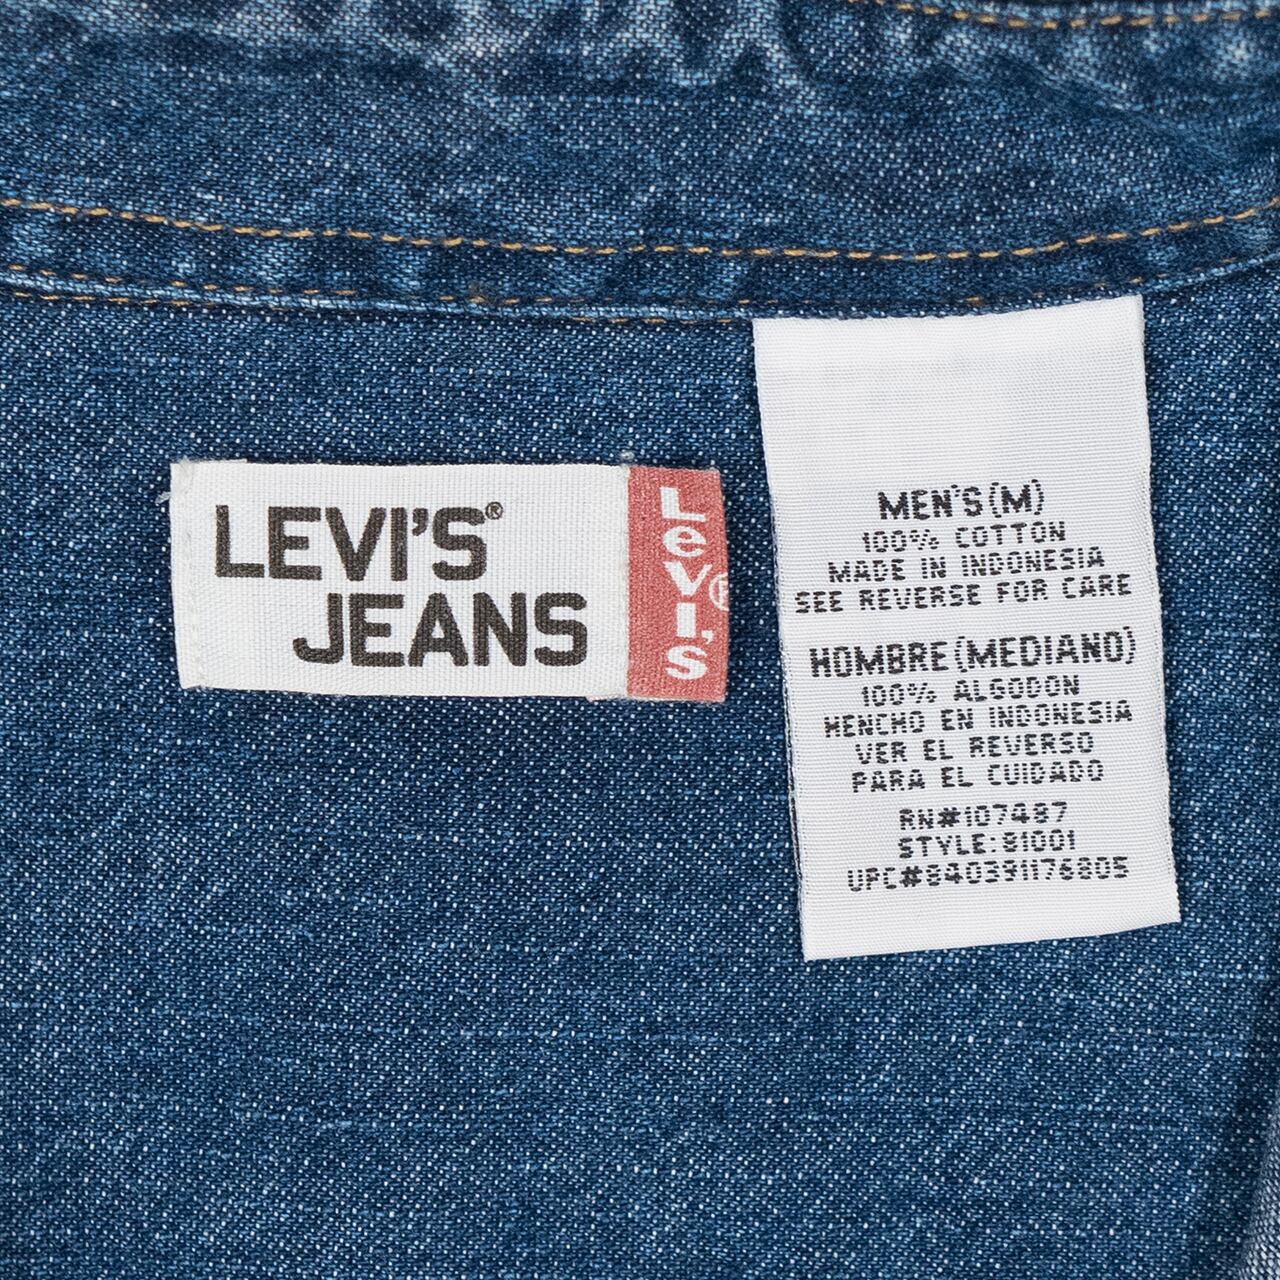 LEVI'S®
JEANS
LeVI'S®
MEN'S (M)
100% COTTON
MADE IN INDONESIA
SEE REVERSE FOR CARE
HOMBRE (MEDIANO)
100% ALGODON
HENCHO EN INDONESIA
VER EL REVERSO
PARA EL CUIDADO
RN#107487
STYLE: 81001
UPC#840391176805